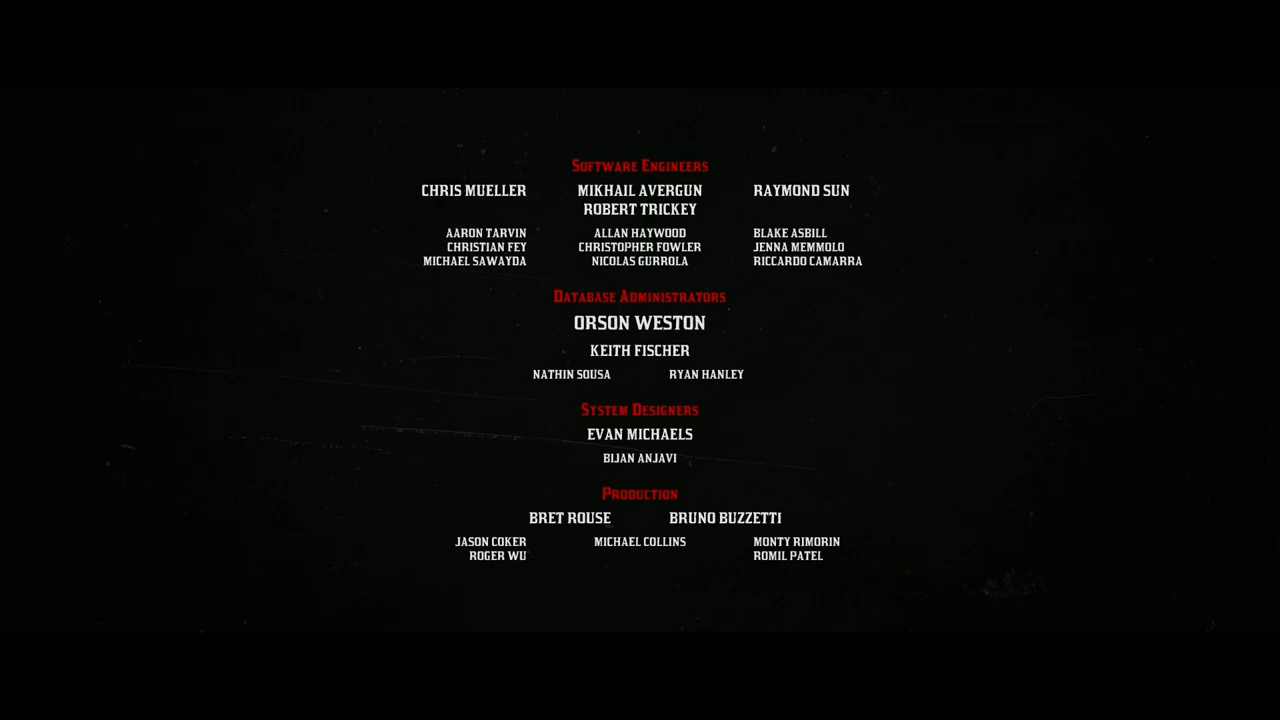 Software Engineers
CHRIS MUELLER MIKHAIL AVERGUN RAYMOND SUN
ROBERT TRICKEY
AARON TARVIN ALLAN HAYWOOD BLAKE ASBILL
CHRISTIAN FEY CHRISTOPHER FOWLER JENNA MEMMOLO
MICHAEL SAWAYDA NICOLAS GURROLA RICCARDO CAMARRA
Database Administrators
ORSON WESTON
KEITH FISCHER
NATHIN SOUSA RYAN HANLEY
System Designers
EVAN MICHAELS
BIJAN ANJAVI
Production
BRET ROUSE BRUNO BUZZETTI
JASON COKER MICHAEL COLLINS MONTY RIMORIN
ROGER WU ROMIL PATEL